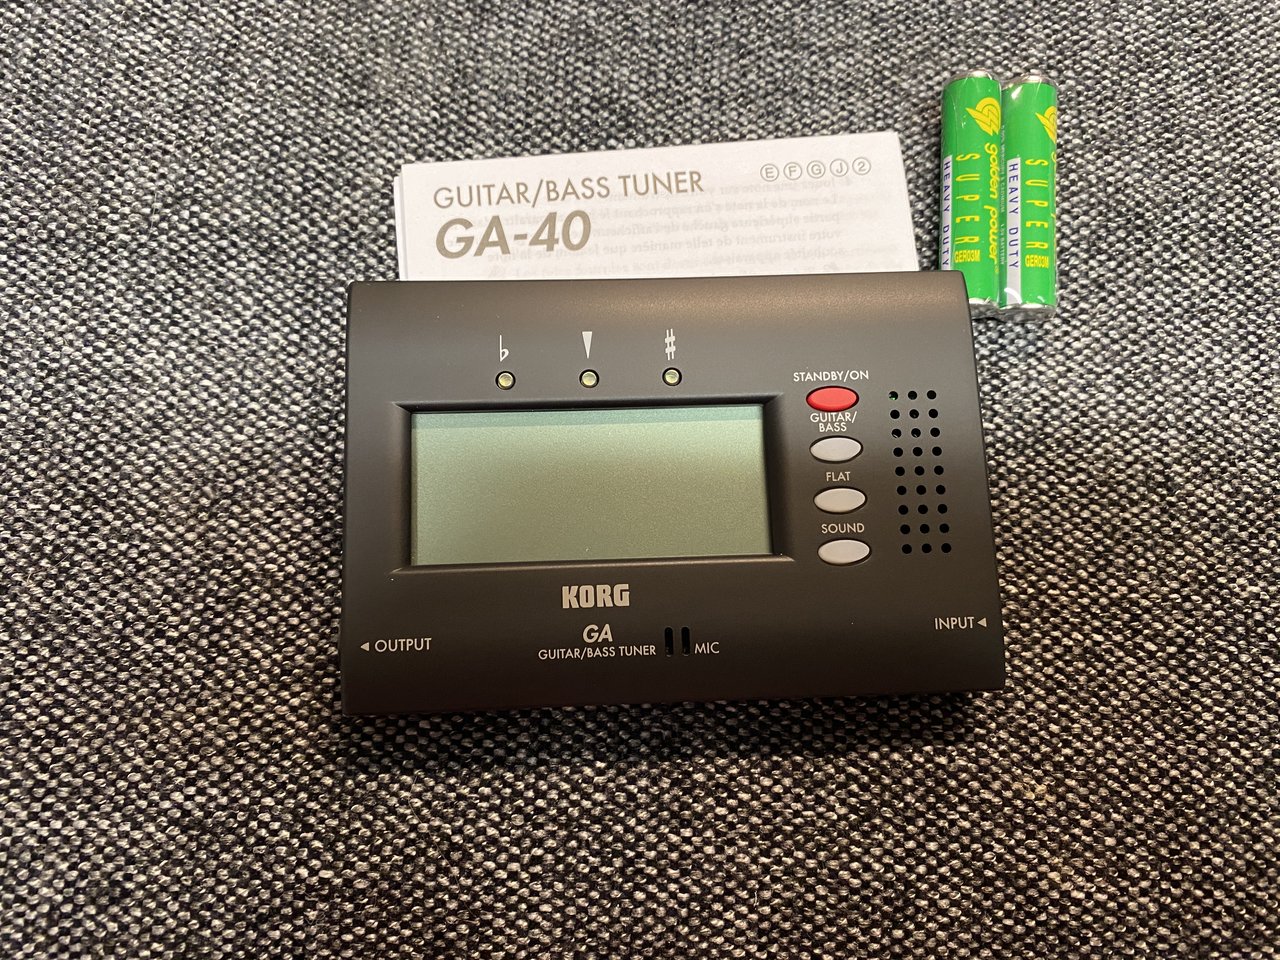 GUITAR/BASS TUNER
E F G J 2
GA-40
golden power
SUPER
HEAVY DUTY
GER03M
SUPER
HEAVY DUTY
GER03M
♭
♯
STANDBY/ON
GUITAR/
BASS
FLAT
SOUND
KORG
GA
GUITAR/BASS TUNER
MIC
◀ OUTPUT
INPUT ◀